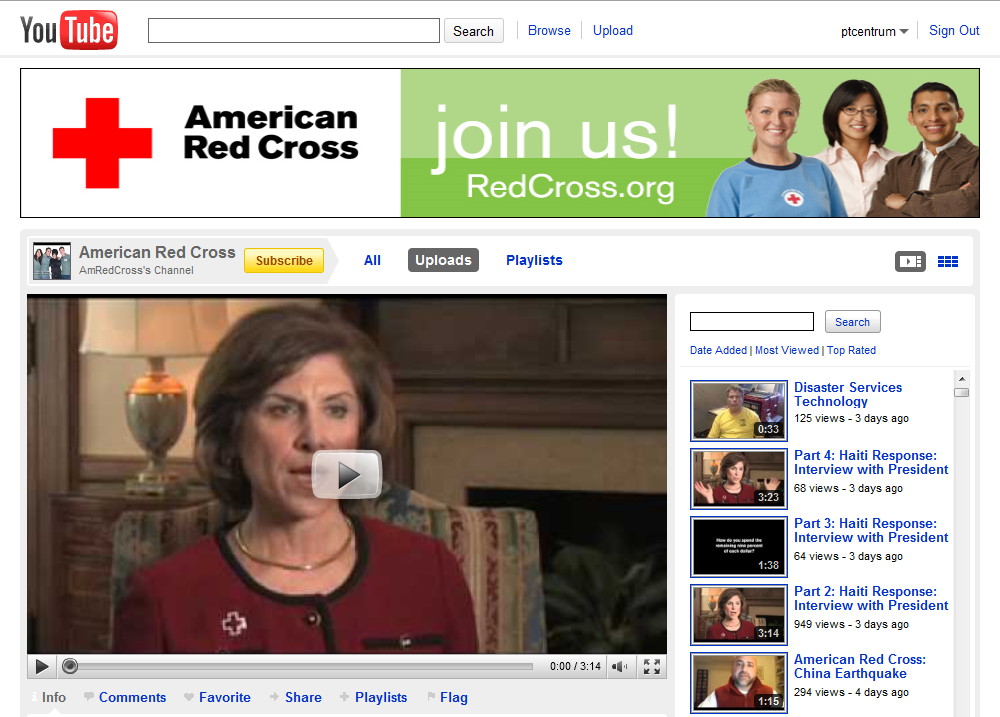 YouTube
Search
Browse
Upload
ptcentrum
Sign Out
American
Red Cross
join us!
RedCross.org
American Red Cross
AmRedCross's Channel
Subscribe
All
Uploads
Playlists
Search
Date Added | Most Viewed | Top Rated
Disaster Services
Technology
125 views - 3 days ago
0:33
Part 4: Haiti Response:
Interview with President
68 views - 3 days ago
3:23
Part 3: Haiti Response:
Interview with President
64 views - 3 days ago
How do you spend the
remaining nine percent
of each dollar?
1:38
Part 2: Haiti Response:
Interview with President
949 views - 3 days ago
3:14
American Red Cross:
China Earthquake
294 views - 4 days ago
1:15
0:00 / 3:14
Info
Comments
Favorite
Share
Playlists
Flag